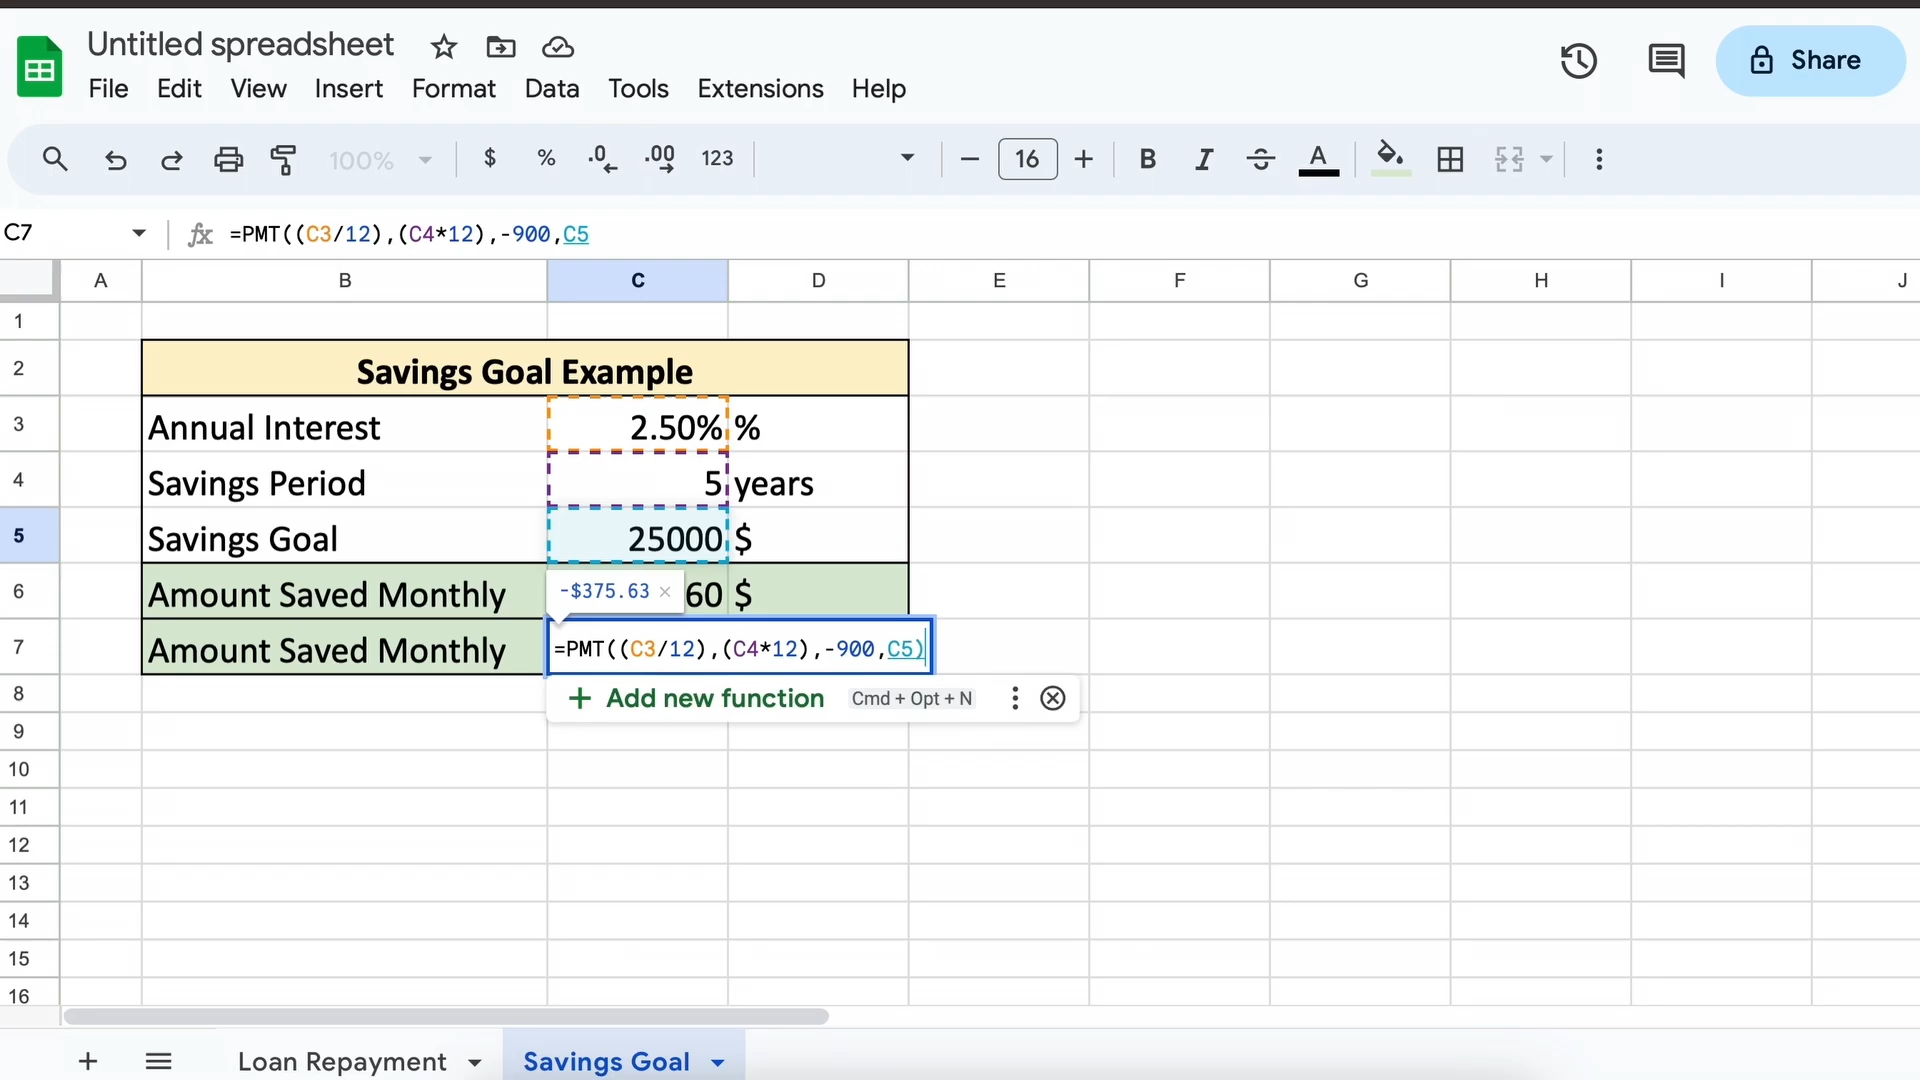 Untitled spreadsheet
File Edit View Insert Format Data Tools Extensions Help
Share
100% $ % .0 .00 123 16 B I A
C7 fx =PMT((C3/12),(C4*12),-900,C5
A B C D E F G H I J
1
2 Savings Goal Example
3 Annual Interest 2.50% %
4 Savings Period 5 years
5 Savings Goal 25000 $
6 Amount Saved Monthly -$375.63 × 60 $
7 Amount Saved Monthly =PMT((C3/12),(C4*12),-900,C5)
8 + Add new function Cmd + Opt + N
9
10
11
12
13
14
15
16
+ Loan Repayment Savings Goal